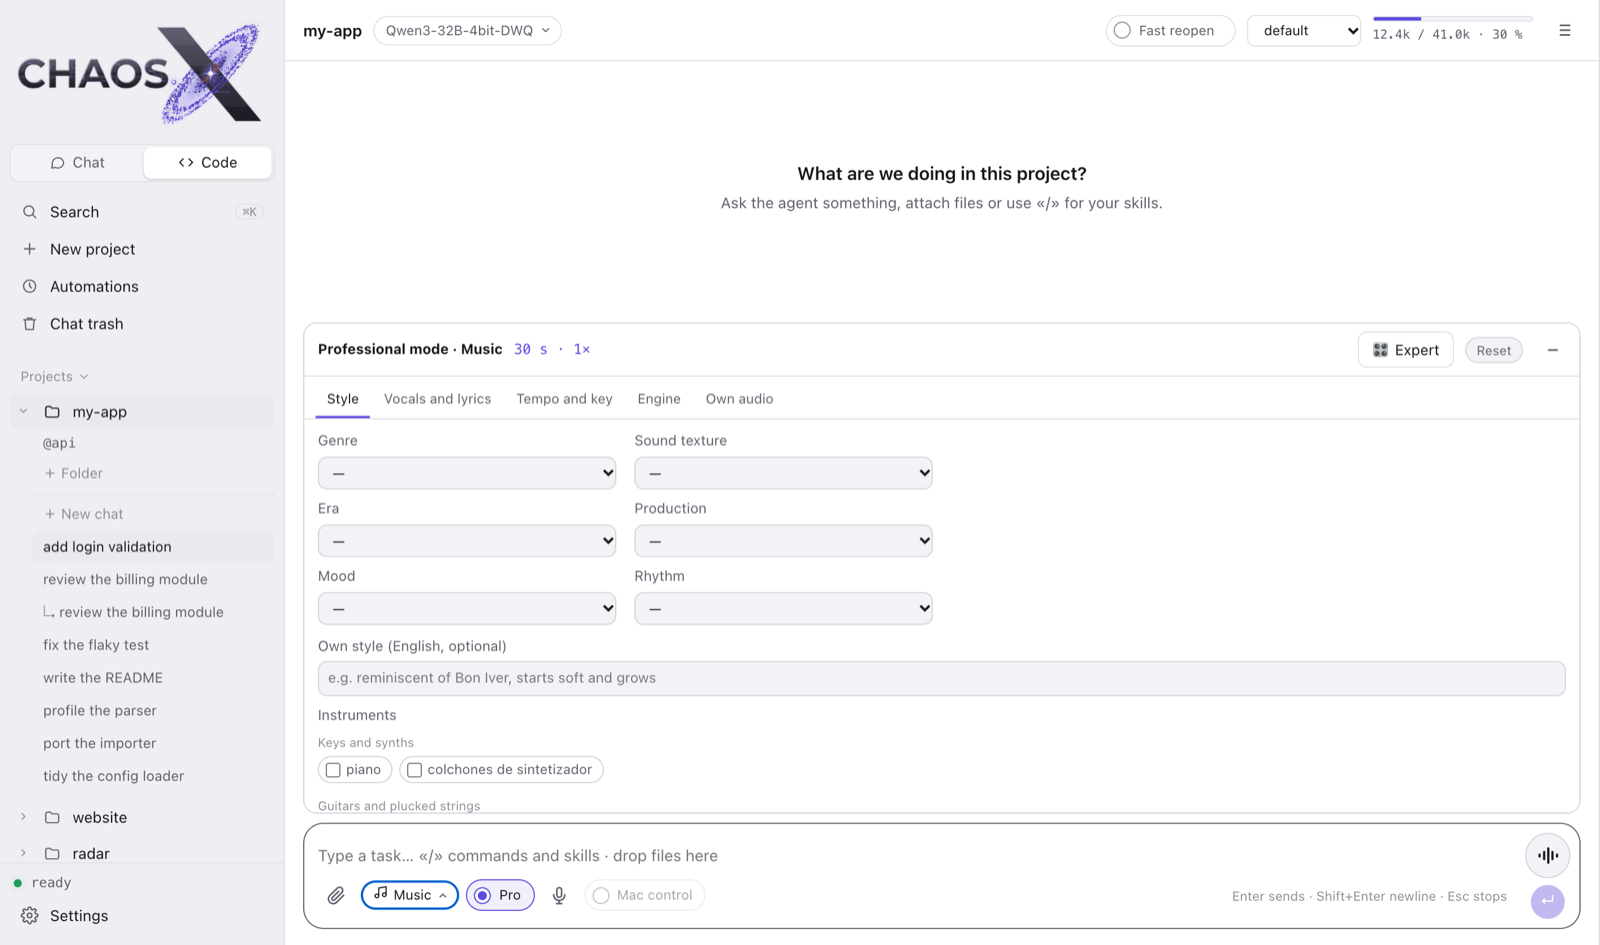 CHAOS X
Chat
Code
Search ⌘K
New project
Automations
Chat trash
Projects
my-app
@api
+ Folder
+ New chat
add login validation
review the billing module
review the billing module
fix the flaky test
write the README
profile the parser
port the importer
tidy the config loader
website
radar
ready
Settings
my-app Qwen3-32B-4bit-DWQ
Fast reopen default 12.4k / 41.0k · 30 %
What are we doing in this project?
Ask the agent something, attach files or use «/» for your skills.
Professional mode · Music 30 s · 1×
Expert Reset
Style Vocals and lyrics Tempo and key Engine Own audio
Genre Sound texture
— —
Era Production
— —
Mood Rhythm
— —
Own style (English, optional)
e.g. reminiscent of Bon Iver, starts soft and grows
Instruments
Keys and synths
piano colchones de sintetizador
Guitars and plucked strings
Type a task... «/» commands and skills · drop files here
Music Pro Mac control
Enter sends · Shift+Enter newline · Esc stops